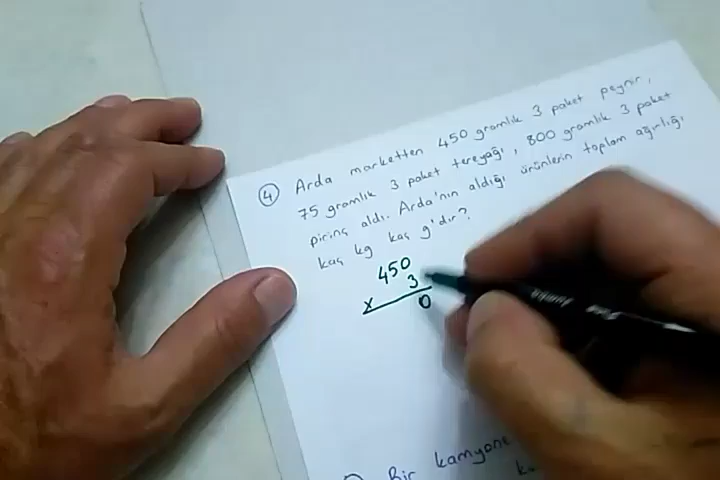 4 Arda marketten 450 gramlık 3 paket peynir,
75 gramlık 3 paket tereyağı, 800 gramlık 3 paket
pirinç aldı. Arda'nın aldığı ürünlerin toplam ağırlığı
kaç kg kaç g'dır?
450
3
x
0
Bir kamyone